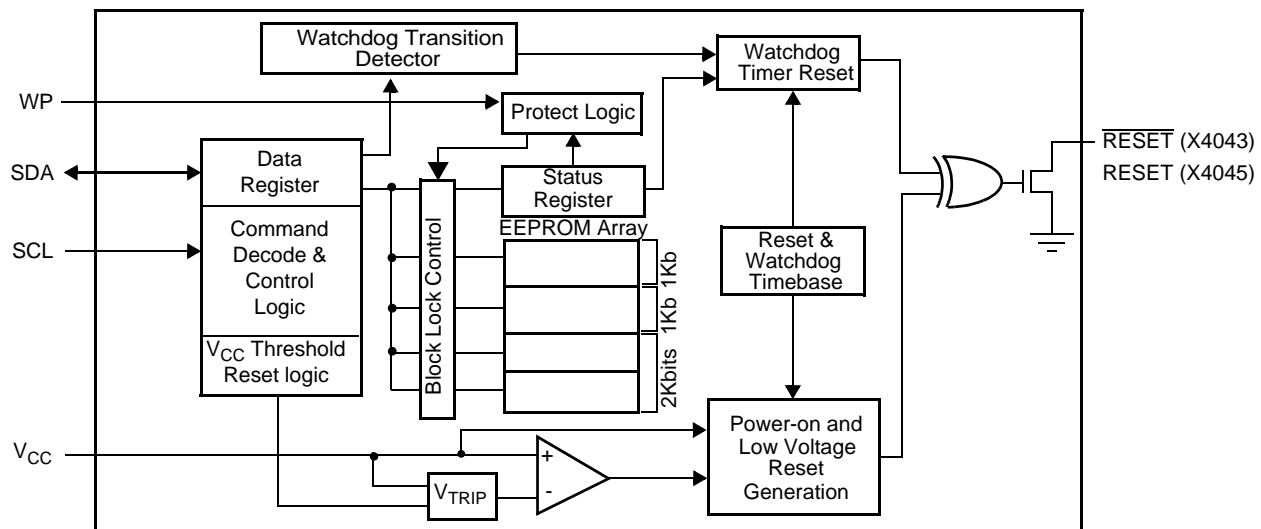 Watchdog Transition
Detector
Watchdog
Timer Reset
WP
Protect Logic
RESET (X4043)
RESET (X4045)
SDA
Data
Register
Status
Register
SCL
Command
Decode &
Control
Logic
Block Lock Control
EEPROM Array
1Kb
1Kb
2Kbits
Reset &
Watchdog
Timebase
VCC Threshold
Reset logic
Power-on and
Low Voltage
Reset
Generation
VCC
+
-
VTRIP